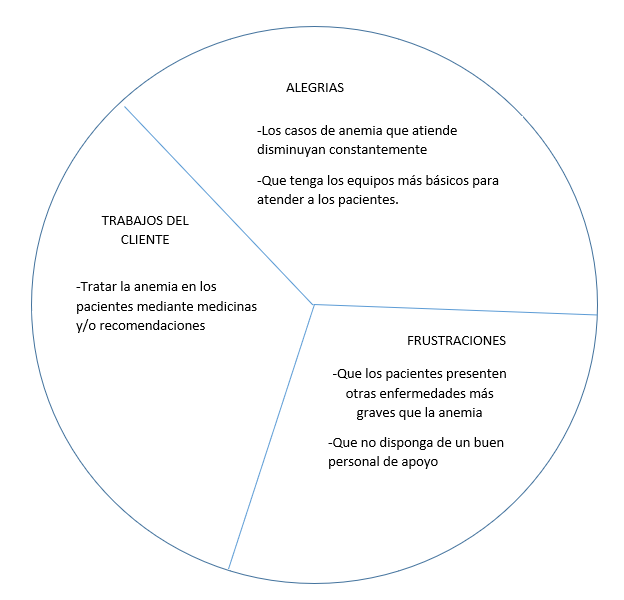 ALEGRIAS
-Los casos de anemia que atiende
disminuyan constantemente
-Que tenga los equipos más básicos para
atender a los pacientes.
TRABAJOS DEL
CLIENTE
-Tratar la anemia en los
pacientes mediante medicinas
y/o recomendaciones
FRUSTRACIONES
-Que los pacientes presenten
otras enfermedades más
graves que la anemia
-Que no disponga de un buen
personal de apoyo